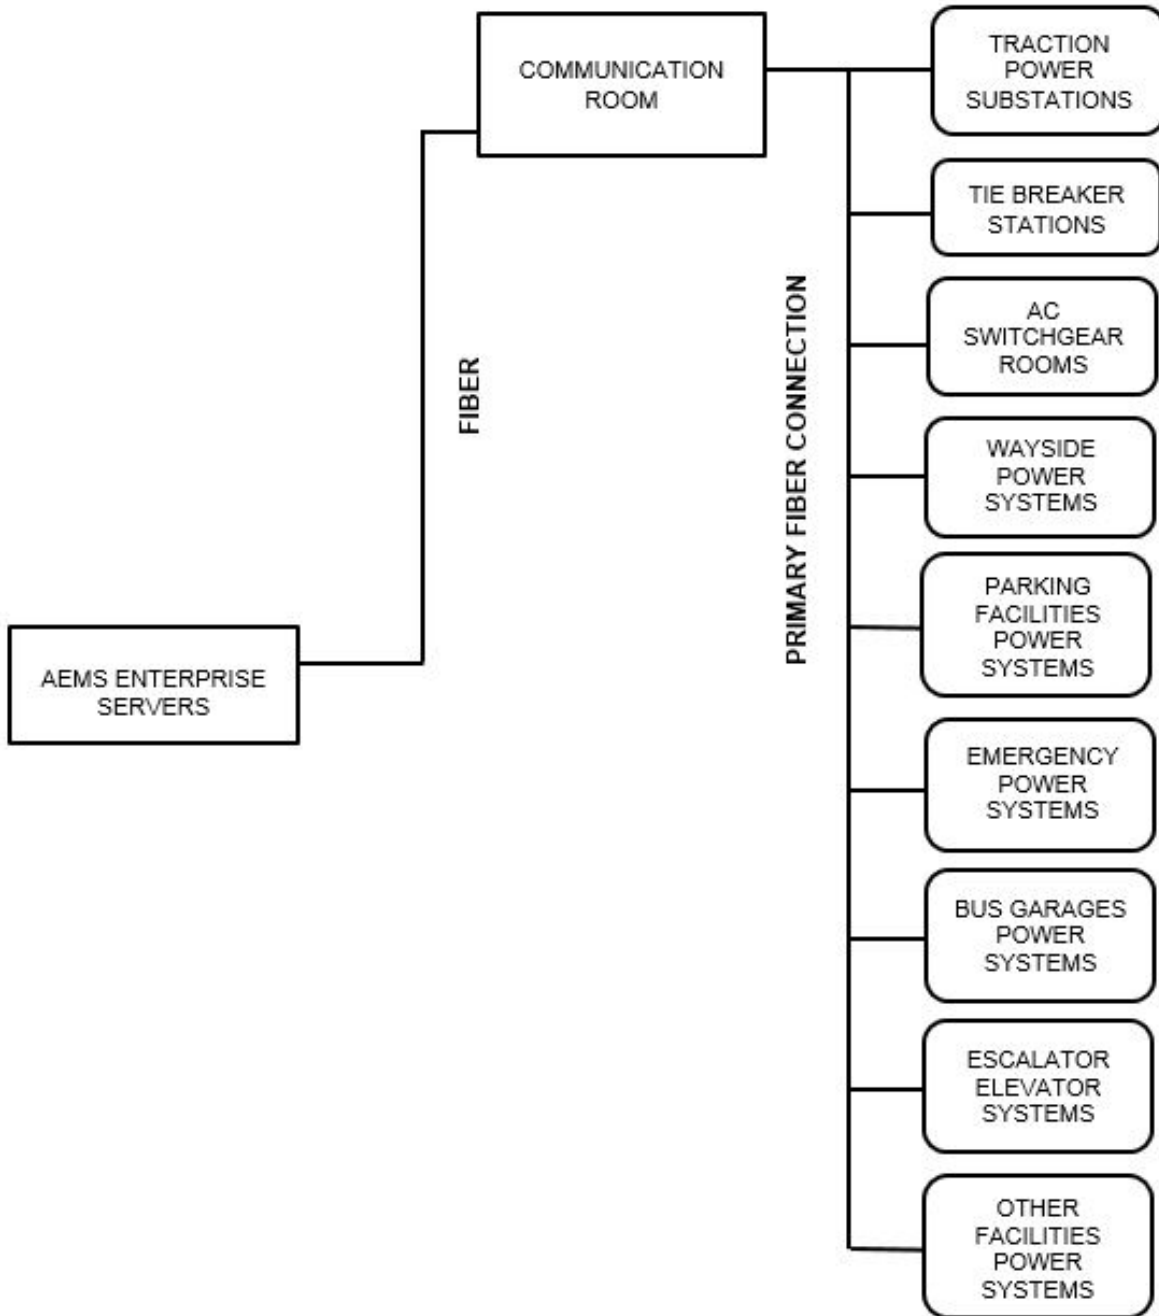 COMMUNICATION
ROOM
TRACTION
POWER
SUBSTATIONS
TIE BREAKER
STATIONS
AC
SWITCHGEAR
ROOMS
WAYSIDE
POWER
SYSTEMS
PARKING
FACILITIES
POWER
SYSTEMS
EMERGENCY
POWER
SYSTEMS
BUS GARAGES
POWER
SYSTEMS
ESCALATOR
ELEVATOR
SYSTEMS
OTHER
FACILITIES
POWER
SYSTEMS
PRIMARY FIBER CONNECTION
FIBER
AEMS ENTERPRISE
SERVERS